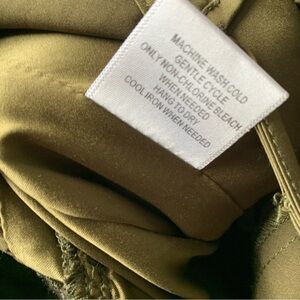 MACHINE WASH COLD
GENTLE CYCLE
ONLY NON-CHLORINE BLEACH
WHEN NEEDED
HANG TO DRY
COOL IRON WHEN NEEDED